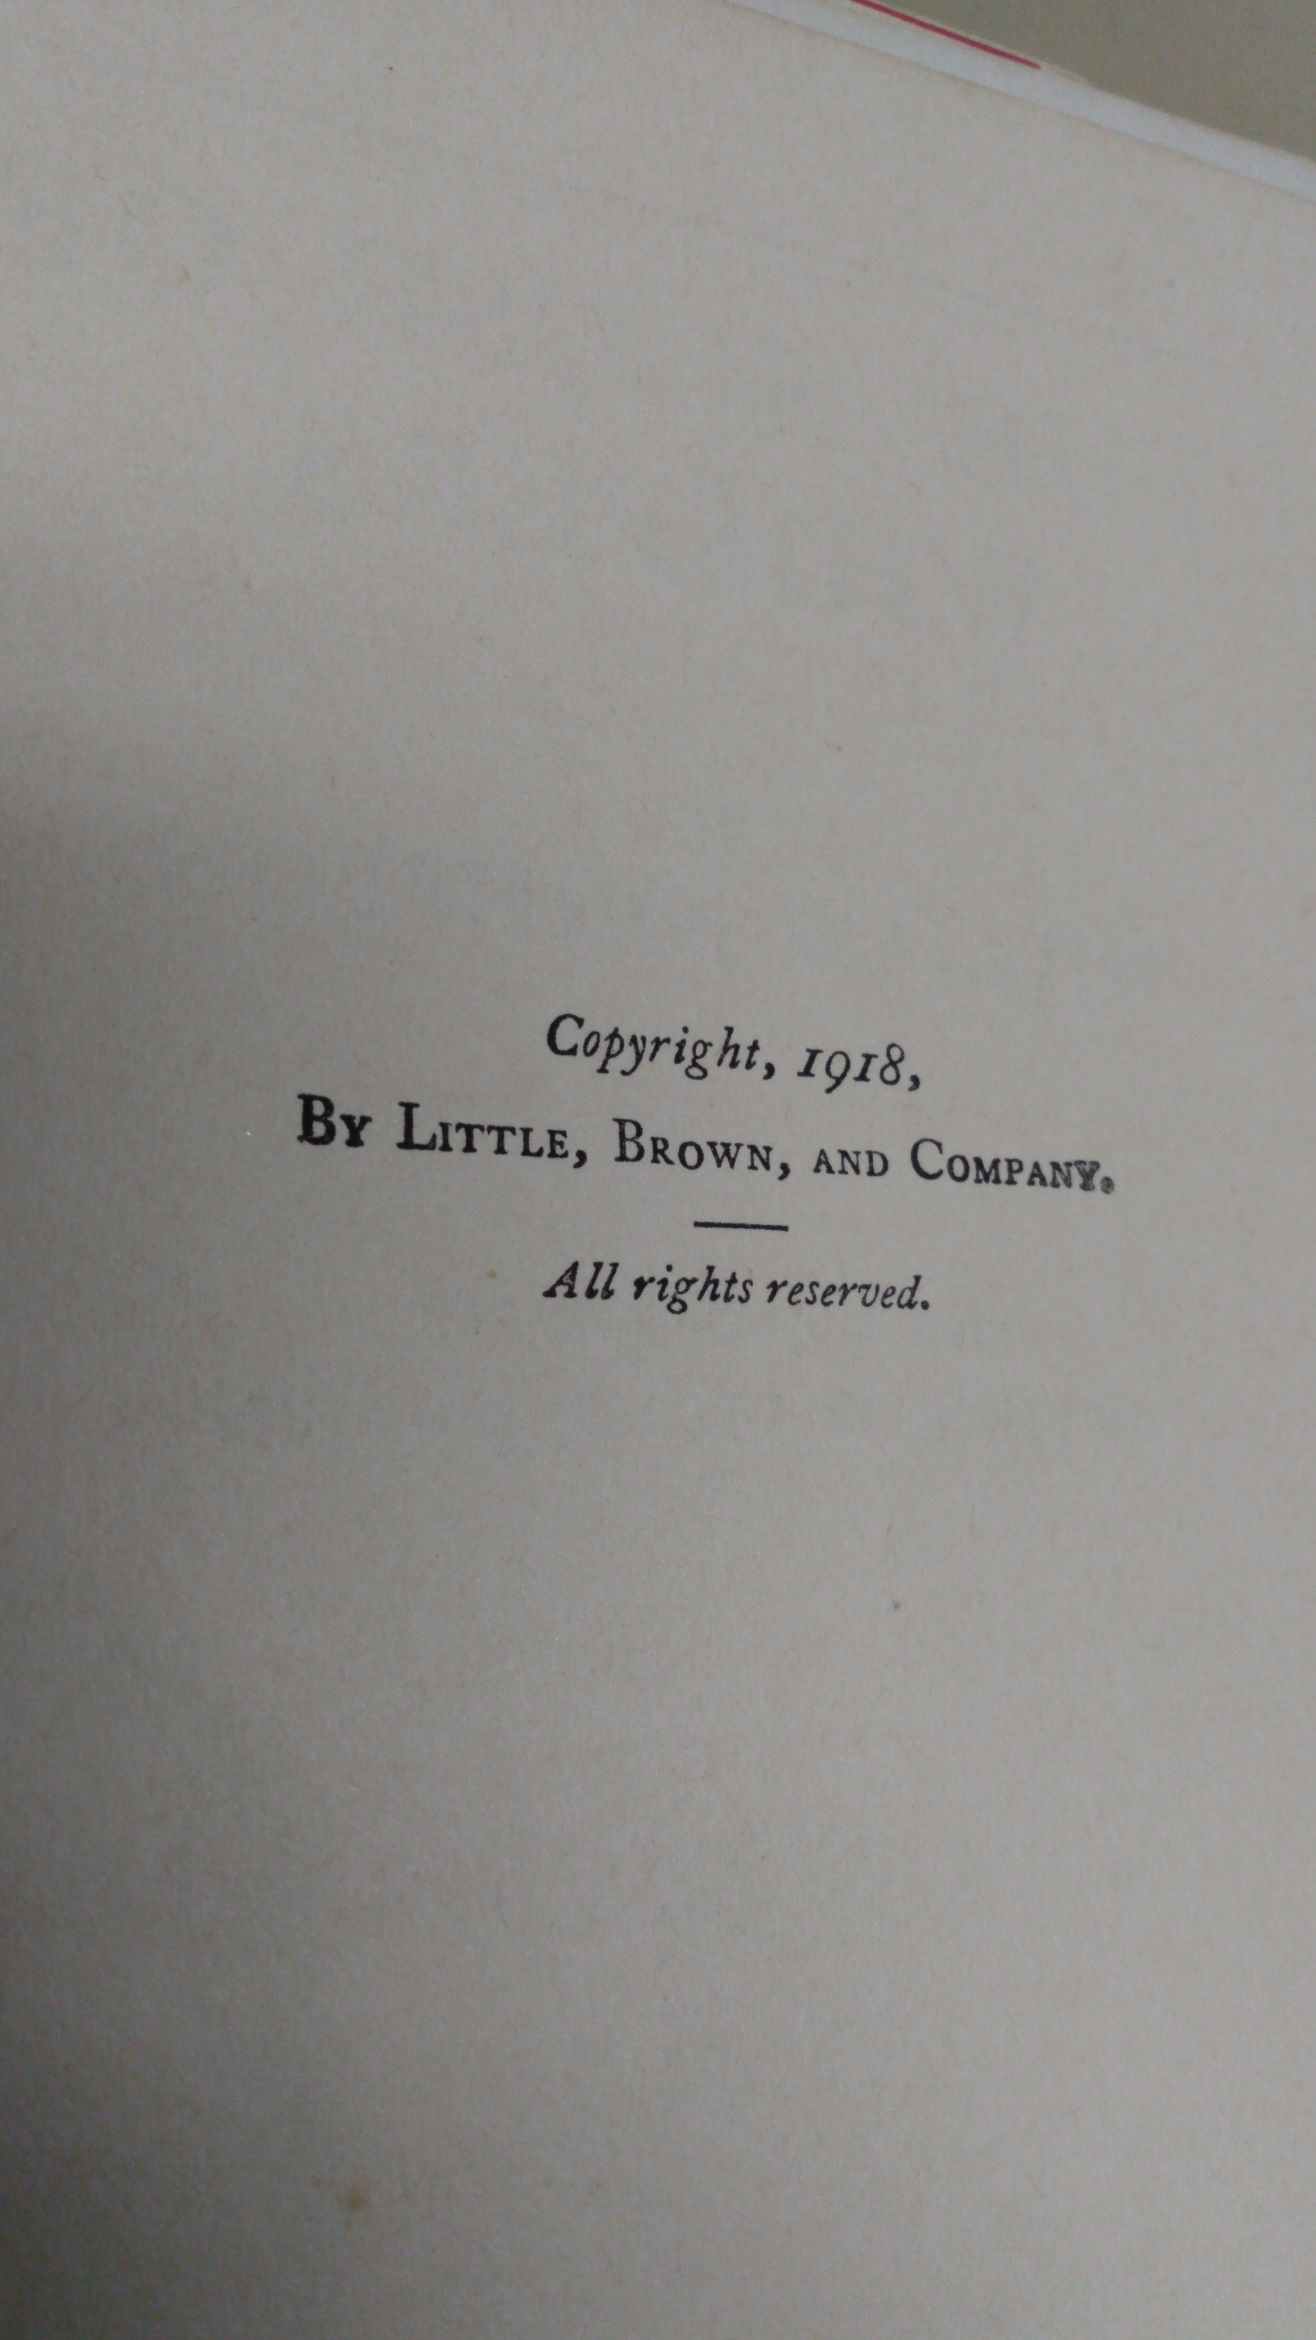 Copyright, 1918,
By Little, Brown, and Company.
All rights reserved.